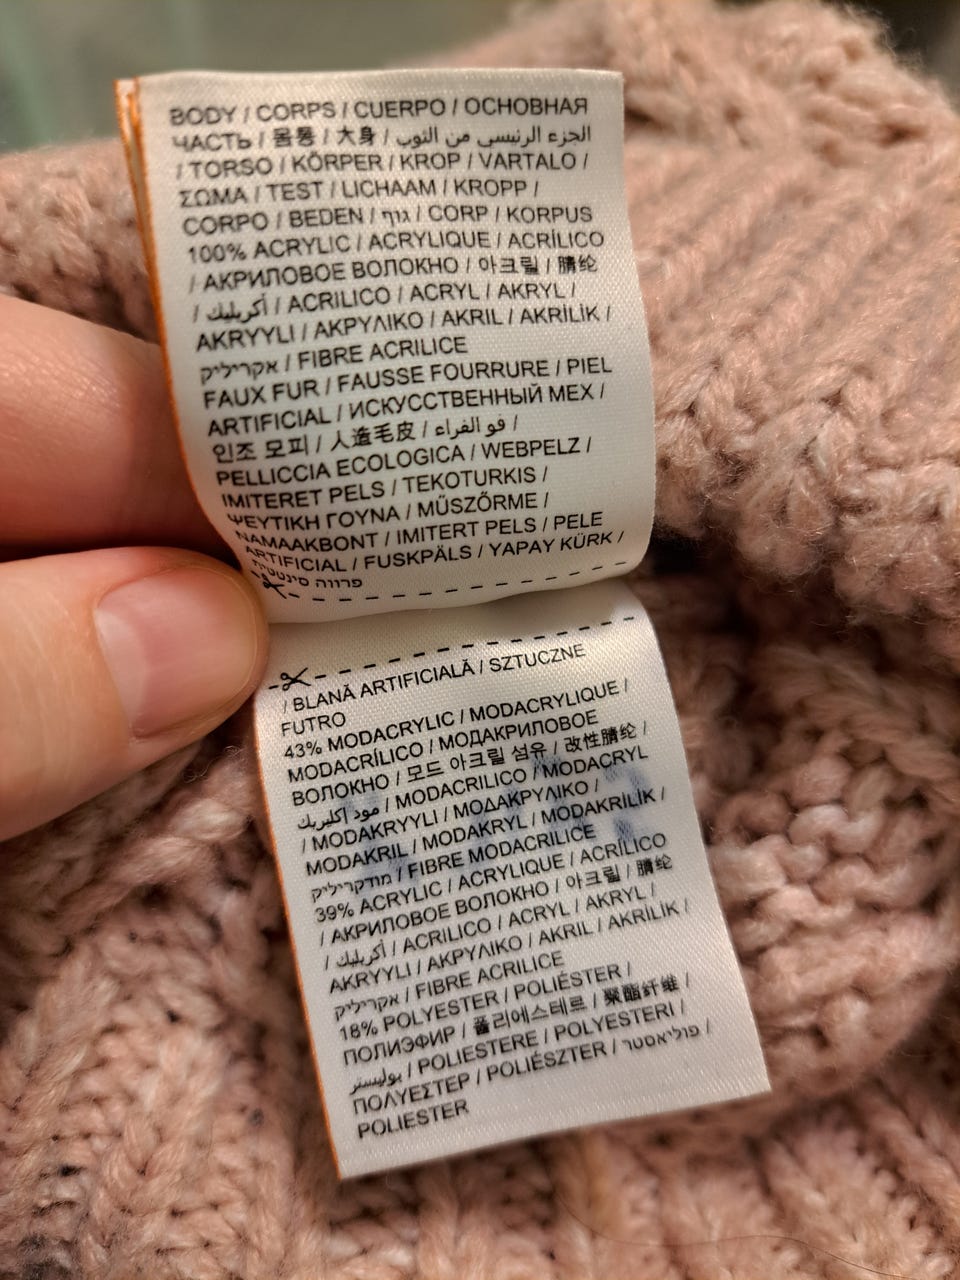 BODY / CORPS / CUERPO / ОСНОВНАЯ
ЧАСТЬ / 몸통 / 大身 / الجزء الرئيسي من الثوب
/ TORSO / KÖRPER / KROP / VARTALO /
ΣΩΜΑ / TEST / LICHAAM / KROPP /
CORPO / BEDEN / גוף / CORP / KORPUS
100% ACRYLIC / ACRYLIQUE / ACRÍLICO
/ АКРИЛОВОЕ ВОЛОКНО / 아크릴 / 腈纶
/ أكريليك / ACRILICO / ACRYL / AKRYL /
AKRYYLI / ΑΚΡΥΛΙΚΟ / AKRIL / AKRİLİK /
אקריליק / FIBRE ACRILICE
FAUX FUR / FAUSSE FOURRURE / PIEL
ARTIFICIAL / ИСКУССТВЕННЫЙ МЕХ /
인조 모피 / 人造毛皮 / فو الفراء /
PELLICCIA ECOLOGICA / WEBPELZ /
IMITERET PELS / TEKOTURKIS /
ΨΕΥΤΙΚΗ ΓΟΥΝΑ / MŰSZŐRME /
NAMAAKBONT / IMITERT PELS / PELE
ARTIFICIAL / FUSKPÄLS / YAPAY KÜRK /
פרווה סינטטית
/ BLANĂ ARTIFICIALĂ / SZTUCZNE
FUTRO
43% MODACRYLIC / MODACRYLIQUE /
MODACRÍLICO / МОДАКРИЛОВОЕ
ВОЛОКНО / 모드 아크릴 섬유 / 改性腈纶 /
مود اكليريك / MODACRILICO / MODACRYL
/ MODAKRYYLI / ΜΟΔΑΚΡΥΛΙΚΟ /
MODAKRIL / MODAKRYL / MODAKRİLİK /
מודקריליק / FIBRE MODACRILICE
39% ACRYLIC / ACRYLIQUE / ACRÍLICO
/ АКРИЛОВОЕ ВОЛОКНО / 아크릴 / 腈纶
/ أكريليك / ACRILICO / ACRYL / AKRYL /
AKRYYLI / ΑΚΡΥΛΙΚΟ / AKRIL / AKRİLİK /
אקריליק / FIBRE ACRILICE
18% POLYESTER / POLIÉSTER /
ПОЛИЭФИР / 폴리에스테르 / 聚酯纤维 /
بوليستر / POLIESTERE / POLYESTERI /
ΠΟΛΥΕΣΤΕΡ / POLIÉSZTER / פוליאסטר /
POLIESTER